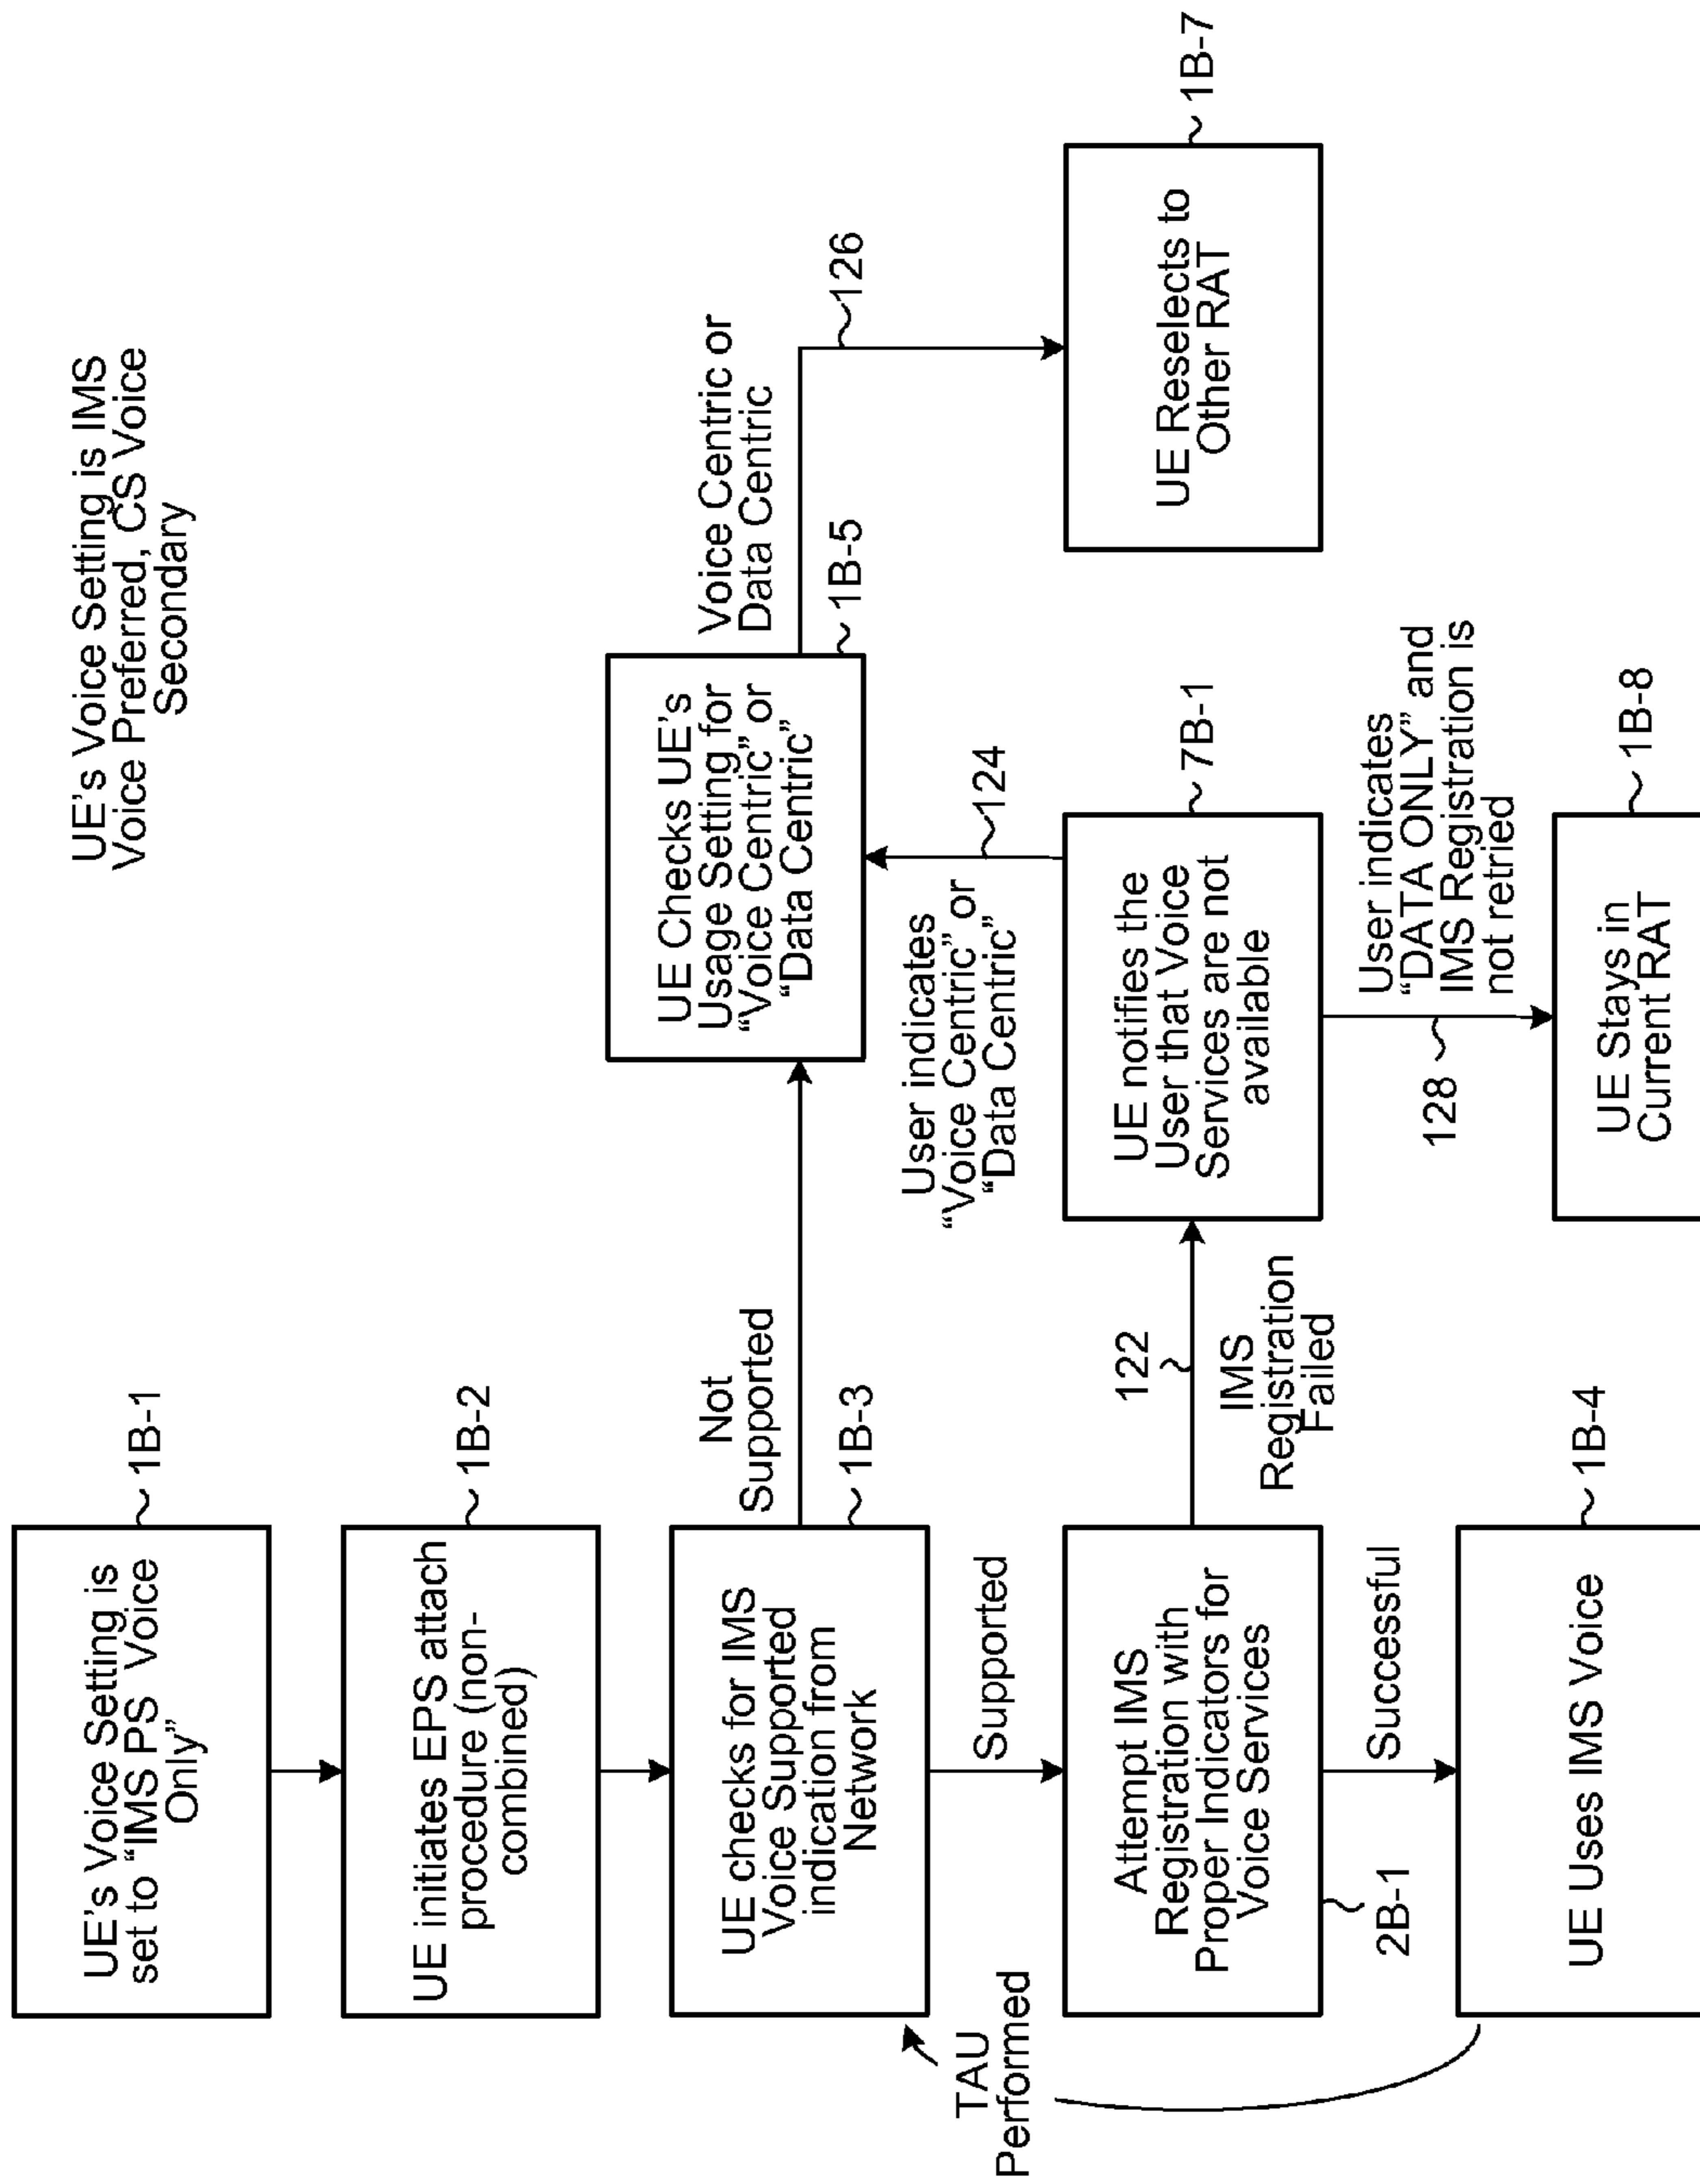 UE's Voice Setting is IMS
Voice Preferred, CS Voice
Secondary
UE's Voice Setting is
set to "IMS PS Voice
Only"
1B-1
UE initiates EPS attach
procedure (non-
combined)
1B-2
UE checks for IMS
Voice Supported
indication from
Network
1B-3
Not
Supported
UE Checks UE's
Usage Setting for
"Voice Centric" or
"Data Centric"
1B-5
Voice Centric or
Data Centric
126
TAU
Performed
Supported
User indicates
"Voice Centric" or
"Data Centric"
124
Attempt IMS
Registration with
Proper Indicators for
Voice Services
2B-1
122
IMS
Registration
Failed
UE notifies the
User that Voice
Services are not
available
7B-1
UE Reselects to
Other RAT
1B-7
Successful
128
User indicates
"DATA ONLY" and
IMS Registration is
not retried
UE Uses IMS Voice
1B-4
UE Stays in
Current RAT
1B-8